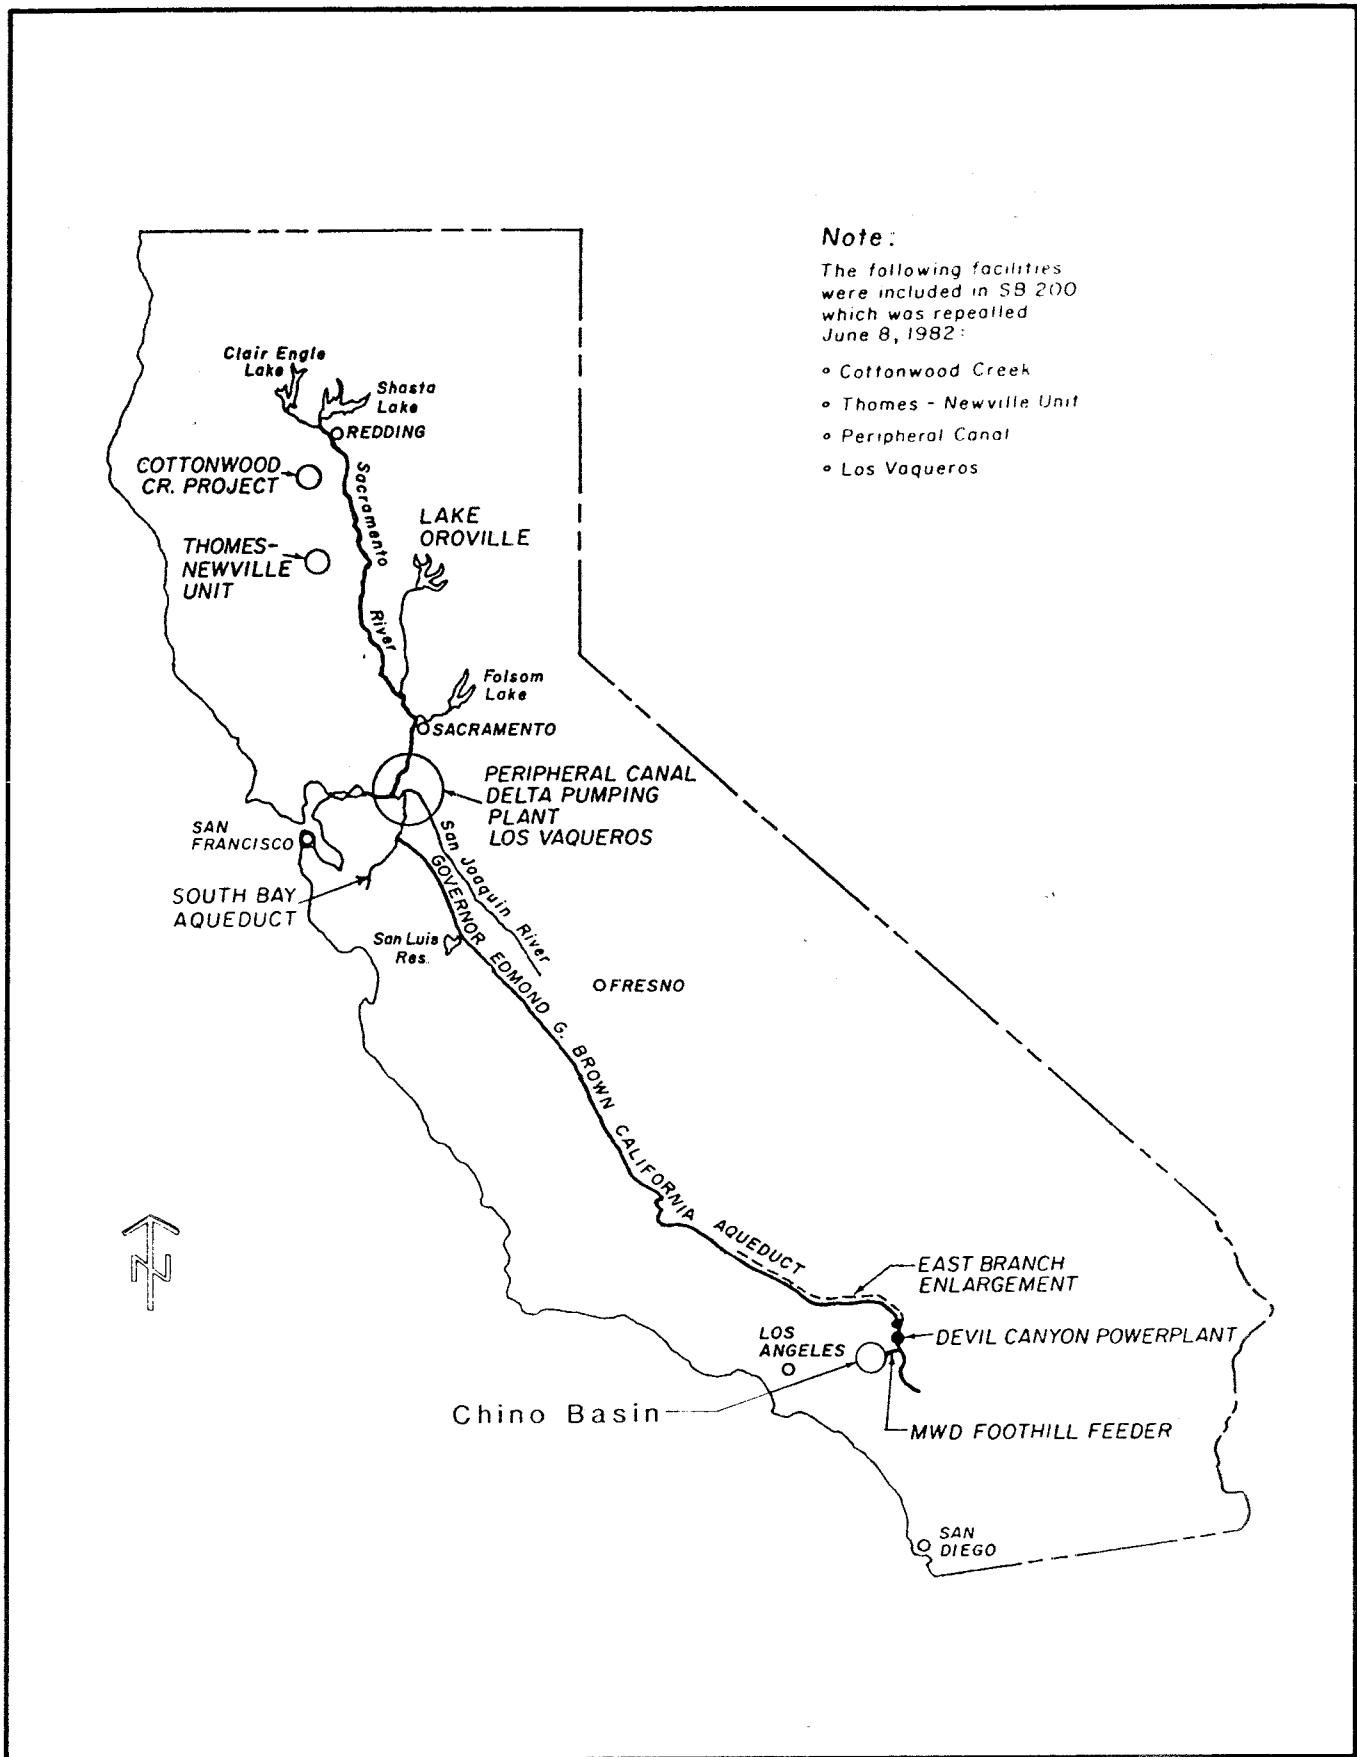 Note:
The following facilities
were included in SB 200
which was repealled
June 8, 1982:
° Cottonwood Creek
° Thomes - Newville Unit
° Peripheral Canal
° Los Vaqueros
Clair Engle
Lake
Shasta
Lake
REDDING
COTTONWOOD
CR. PROJECT
Sacramento
River
LAKE
OROVILLE
THOMES-
NEWVILLE
UNIT
Folsom
Lake
SACRAMENTO
PERIPHERAL CANAL
DELTA PUMPING
PLANT
LOS VAQUEROS
SAN
FRANCISCO
San Joaquin River
SOUTH BAY
AQUEDUCT
San Luis
Res.
GOVERNOR EDMOND G. BROWN CALIFORNIA AQUEDUCT
FRESNO
N
EAST BRANCH
ENLARGEMENT
LOS
ANGELES
DEVIL CANYON POWERPLANT
Chino Basin
MWD FOOTHILL FEEDER
SAN
DIEGO